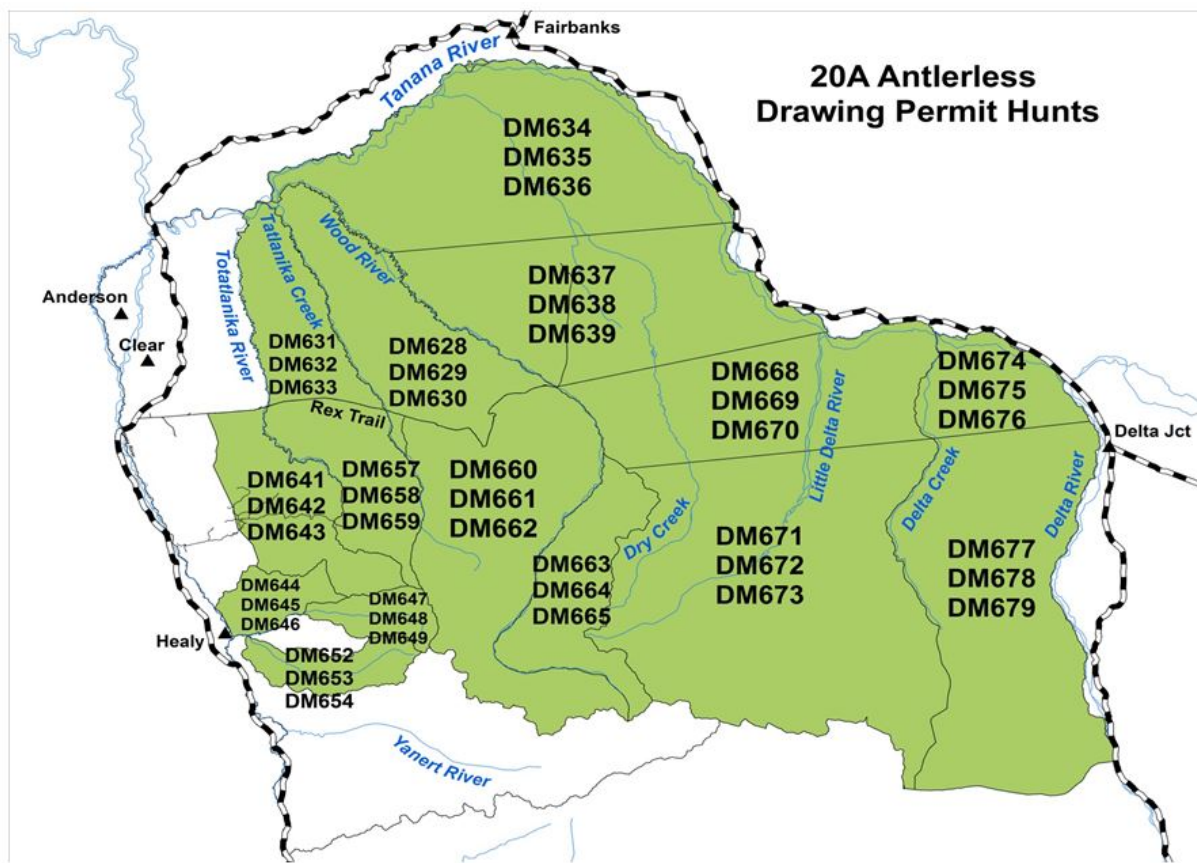 Fairbanks
Tanana River
20A Antlerless
Drawing Permit Hunts
DM634
DM635
DM636
Wood River
Tatlanika Creek
Totatlanika River
Anderson
Clear
DM637
DM638
DM639
DM631
DM632
DM633
DM628
DM629
DM630
Rex Trail
DM668
DM669
DM670
Little Delta River
DM674
DM675
DM676
Delta Jct
DM641
DM642
DM643
DM657
DM658
DM659
DM660
DM661
DM662
Dry Creek
Delta Creek
Delta River
DM663
DM664
DM665
DM671
DM672
DM673
DM677
DM678
DM679
DM644
DM645
DM646
DM647
DM648
DM649
Healy
DM652
DM653
DM654
Yanert River